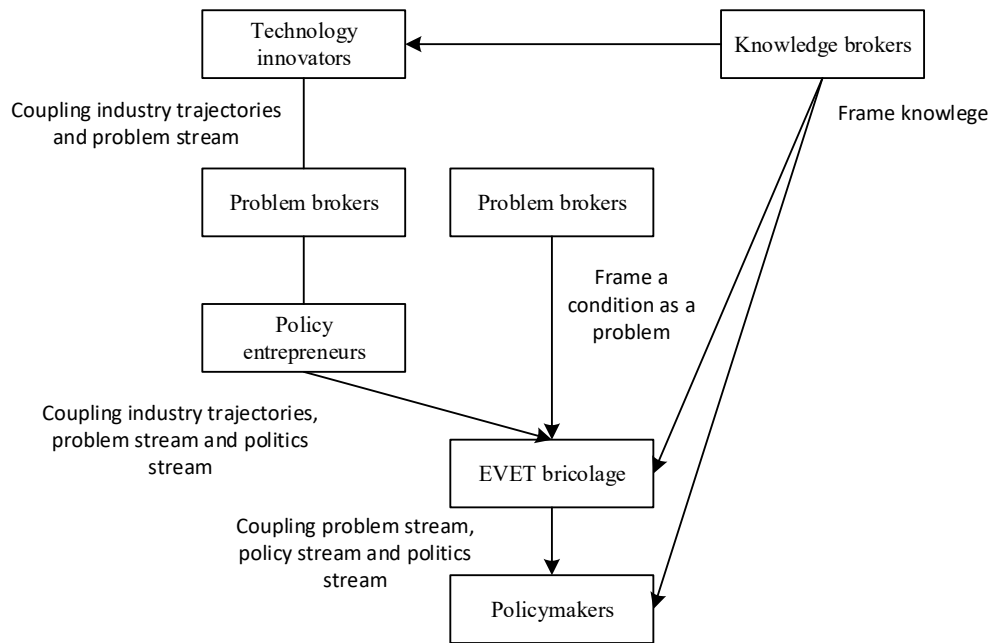 Technology
innovators
Knowledge brokers
Coupling industry trajectories
and problem stream
Frame knowlege
Problem brokers
Problem brokers
Frame a
condition as a
problem
Policy
entrepreneurs
Coupling industry trajectories,
problem stream and politics
stream
EVET bricolage
Coupling problem stream,
policy stream and politics
stream
Policymakers